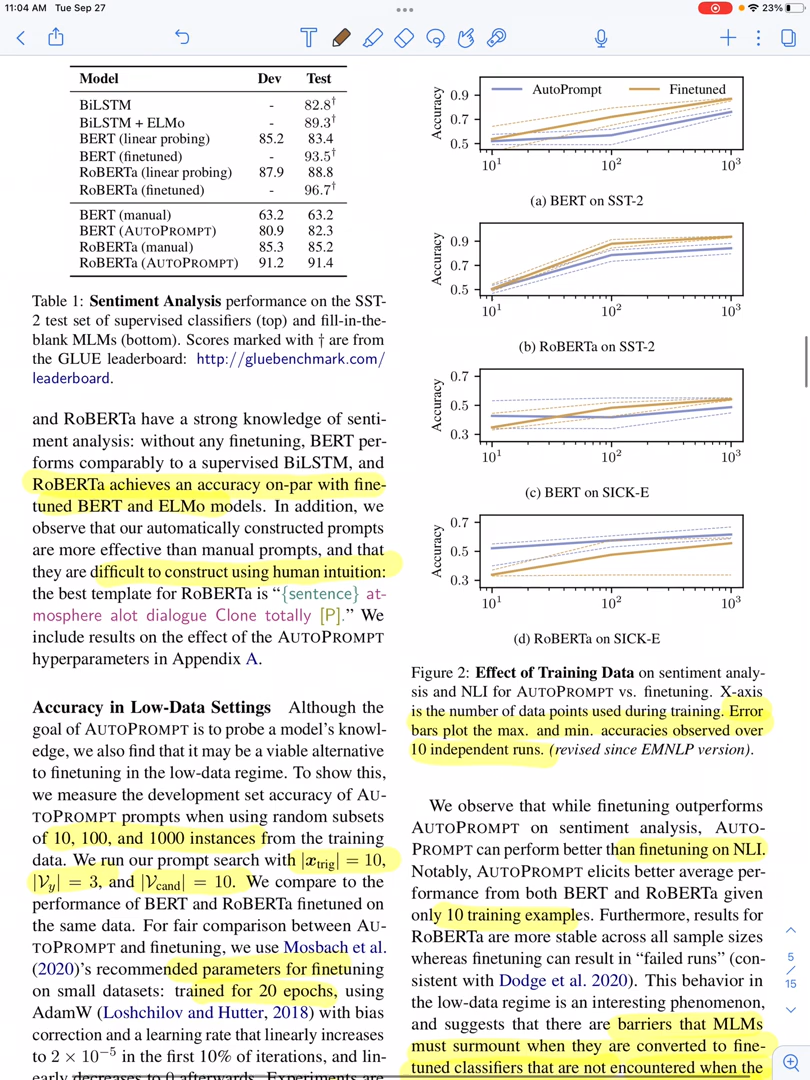 11:04 AM Tue Sep 27
23%
Model Dev Test
BiLSTM - 82.8†
BiLSTM + ELMo - 89.3†
BERT (linear probing) 85.2 83.4
BERT (finetuned) - 93.5†
RoBERTa (linear probing) 87.9 88.8
RoBERTa (finetuned) - 96.7†
BERT (manual) 63.2 63.2
BERT (AUTOPROMPT) 80.9 82.3
RoBERTa (manual) 85.3 85.2
RoBERTa (AUTOPROMPT) 91.2 91.4
Table 1: Sentiment Analysis performance on the SST-
2 test set of supervised classifiers (top) and fill-in-the-
blank MLMs (bottom). Scores marked with † are from
the GLUE leaderboard: http://gluebenchmark.com/
leaderboard.
and RoBERTa have a strong knowledge of senti-
ment analysis: without any finetuning, BERT per-
forms comparably to a supervised BiLSTM, and
RoBERTa achieves an accuracy on-par with fine-
tuned BERT and ELMo models. In addition, we
observe that our automatically constructed prompts
are more effective than manual prompts, and that
they are difficult to construct using human intuition:
the best template for RoBERTa is “{sentence} at-
mosphere alot dialogue Clone totally [P].” We
include results on the effect of the AUTOPROMPT
hyperparameters in Appendix A.
Accuracy in Low-Data Settings Although the
goal of AUTOPROMPT is to probe a model’s knowl-
edge, we also find that it may be a viable alternative
to finetuning in the low-data regime. To show this,
we measure the development set accuracy of AU-
TOPROMPT prompts when using random subsets
of 10, 100, and 1000 instances from the training
data. We run our prompt search with |x_trig| = 10,
|V_y| = 3, and |V_cand| = 10. We compare to the
performance of BERT and RoBERTa finetuned on
the same data. For fair comparison between AU-
TOPROMPT and finetuning, we use Mosbach et al.
(2020)’s recommended parameters for finetuning
on small datasets: trained for 20 epochs, using
AdamW (Loshchilov and Hutter, 2018) with bias
correction and a learning rate that linearly increases
to 2 × 10⁻⁵ in the first 10% of iterations, and lin-
early decreases to 0 afterwards. Experiments are
AutoPrompt Finetuned
Accuracy
0.9
0.7
0.5
10¹ 10² 10³
(a) BERT on SST-2
Accuracy
0.9
0.7
0.5
10¹ 10² 10³
(b) RoBERTa on SST-2
Accuracy
0.7
0.5
0.3
10¹ 10² 10³
(c) BERT on SICK-E
Accuracy
0.7
0.5
0.3
10¹ 10² 10³
(d) RoBERTa on SICK-E
Figure 2: Effect of Training Data on sentiment analy-
sis and NLI for AUTOPROMPT vs. finetuning. X-axis
is the number of data points used during training. Error
bars plot the max. and min. accuracies observed over
10 independent runs. (revised since EMNLP version).
We observe that while finetuning outperforms
AUTOPROMPT on sentiment analysis, AUTO-
PROMPT can perform better than finetuning on NLI.
Notably, AUTOPROMPT elicits better average per-
formance from both BERT and RoBERTa given
only 10 training examples. Furthermore, results for
RoBERTa are more stable across all sample sizes
whereas finetuning can result in “failed runs” (con-
sistent with Dodge et al. 2020). This behavior in
the low-data regime is an interesting phenomenon,
and suggests that there are barriers that MLMs
must surmount when they are converted to fine-
tuned classifiers that are not encountered when the
5
/
15